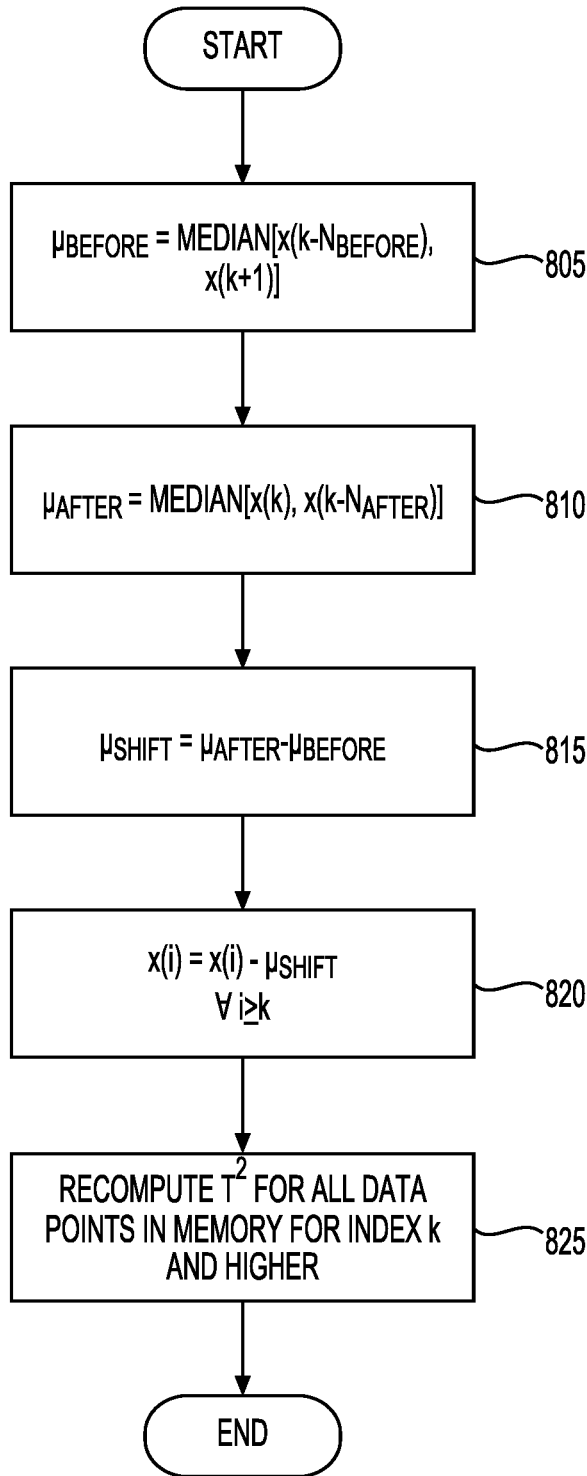 START
μBEFORE = MEDIAN[x(k-NBEFORE),
x(k+1)]
805
μAFTER = MEDIAN[x(k), x(k-NAFTER)]
810
μSHIFT = μAFTER-μBEFORE
815
x(i) = x(i) - μSHIFT
∀ i≥k
820
RECOMPUTE T² FOR ALL DATA
POINTS IN MEMORY FOR INDEX k
AND HIGHER
825
END